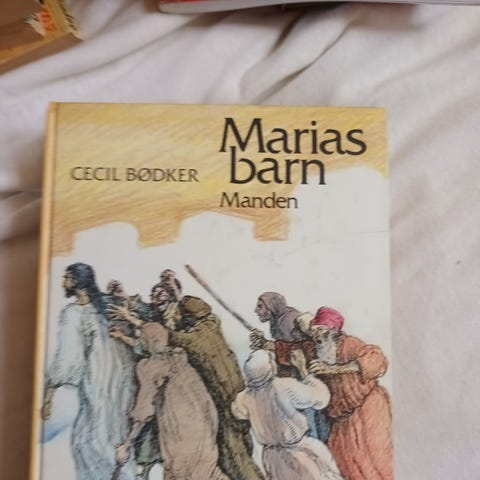 Marias
barn
CECIL BØDKER
Manden